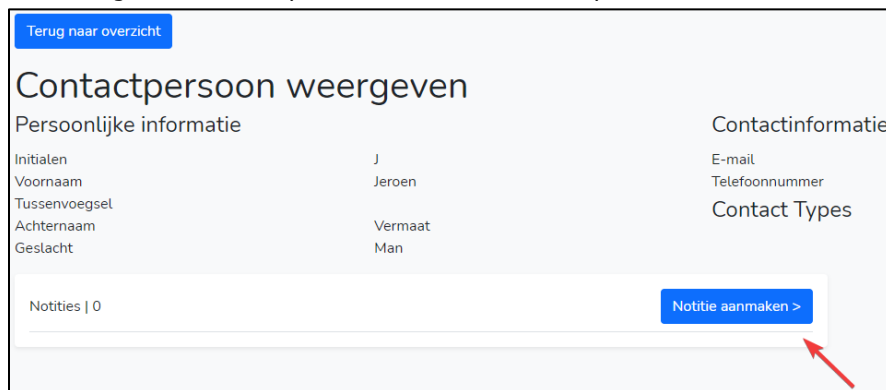 Terug naar overzicht
Contactpersoon weergeven
Persoonlijke informatie
Initialen J
Voornaam Jeroen
Tussenvoegsel
Achternaam Vermaat
Geslacht Man
Contactinformatie
E-mail
Telefoonnummer
Contact Types
Notities | 0
Notitie aanmaken >